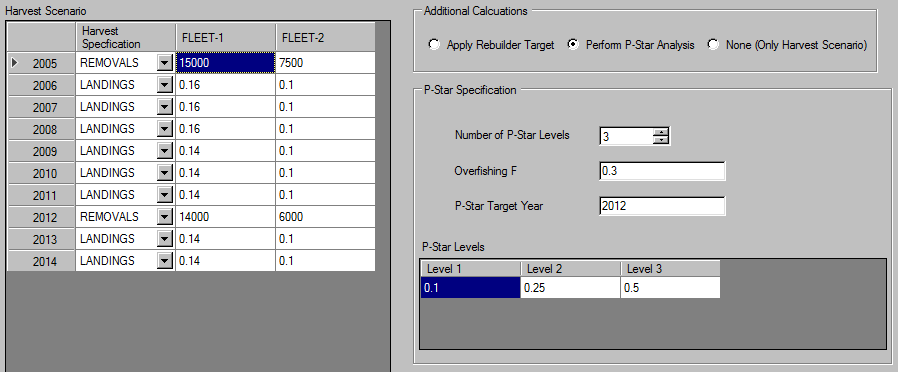 Harvest Scenario
Harvest Specfication FLEET-1 FLEET-2
2005 REMOVALS 15000 7500
2006 LANDINGS 0.16 0.1
2007 LANDINGS 0.16 0.1
2008 LANDINGS 0.16 0.1
2009 LANDINGS 0.14 0.1
2010 LANDINGS 0.14 0.1
2011 LANDINGS 0.14 0.1
2012 REMOVALS 14000 6000
2013 LANDINGS 0.14 0.1
2014 LANDINGS 0.14 0.1
Additional Calcuations
Apply Rebuilder Target Perform P-Star Analysis None (Only Harvest Scenario)
P-Star Specification
Number of P-Star Levels 3
Overfishing F 0.3
P-Star Target Year 2012
P-Star Levels
Level 1 Level 2 Level 3
0.1 0.25 0.5